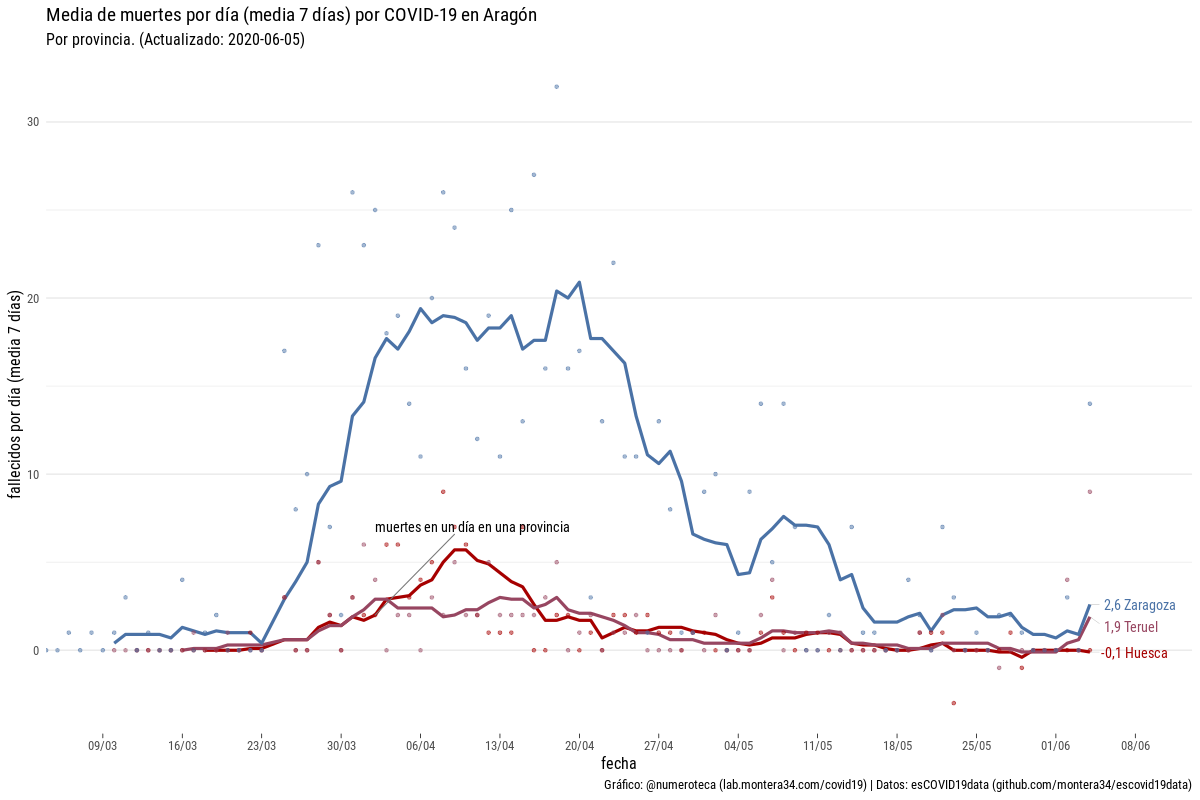 Media de muertes por día (media 7 días) por COVID-19 en Aragón
Por provincia. (Actualizado: 2020-06-05)
fallecidos por día (media 7 días)
30
20
10
0
muertes en un día en una provincia
2,6 Zaragoza
1,9 Teruel
-0,1 Huesca
09/03
16/03
23/03
30/03
06/04
13/04
20/04
27/04
04/05
11/05
18/05
25/05
01/06
08/06
fecha
Gráfico: @numeroteca (lab.montera34.com/covid19) | Datos: esCOVID19data (github.com/montera34/escovid19data)